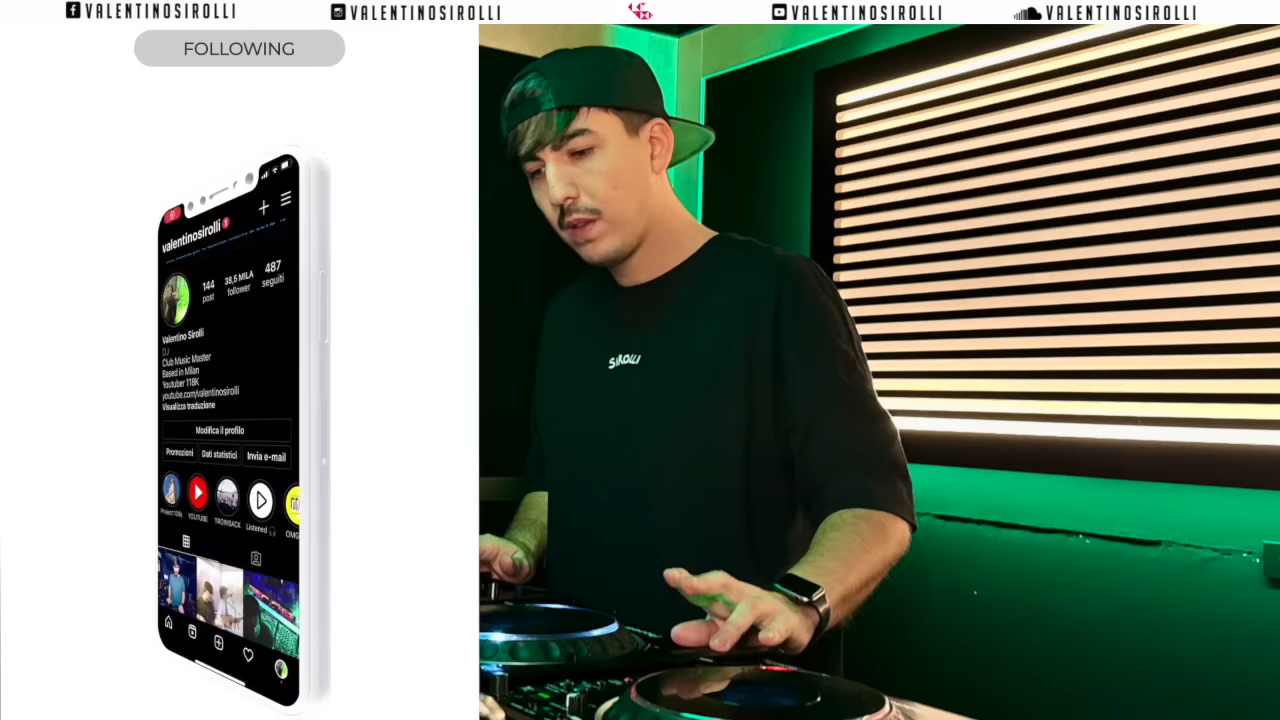 VALENTINOSIROLLI
VALENTINOSIROLLI
VALENTINOSIROLLI
VALENTINOSIROLLI
FOLLOWING
valentinosirolli
144
post
38,5 MILA
follower
487
seguiti
Valentino Sirolli
DJ
Club Music Master
Based in Milan
Youtuber 118K
youtube.com/valentinosirolli
Visualizza traduzione
Modifica il profilo
Promozioni
Dati statistici
Invia e-mail
YOUTUBE
Listened
OMG
SIROLLI